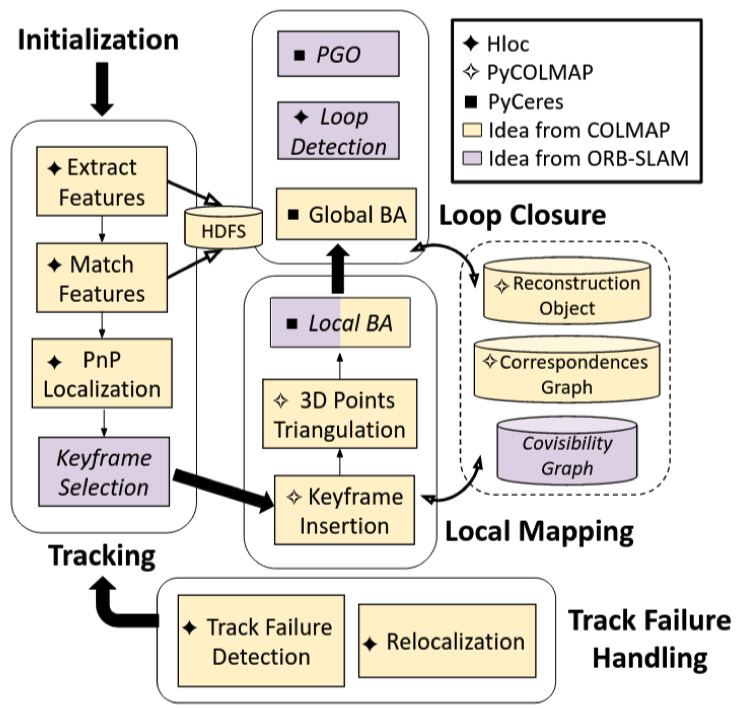 Initialization
✦ Extract
Features
✦ Match
Features
✦ PnP
Localization
Keyframe
Selection
Tracking
HDFS
■ PGO
✦ Loop
Detection
■ Global BA
Loop Closure
■ Local BA
✧ 3D Points
Triangulation
✧ Keyframe
Insertion
Local Mapping
✦ Hloc
✧ PyCOLMAP
■ PyCeres
Idea from COLMAP
Idea from ORB-SLAM
✧ Reconstruction
Object
✧ Correspondences
Graph
Covisibility
Graph
✦ Track Failure
Detection
✦ Relocalization
Track Failure
Handling